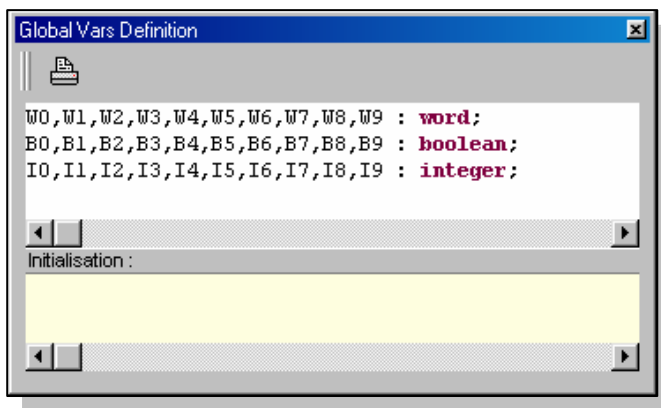 Global Vars Definition
W0,W1,W2,W3,W4,W5,W6,W7,W8,W9 : word;
B0,B1,B2,B3,B4,B5,B6,B7,B8,B9 : boolean;
I0,I1,I2,I3,I4,I5,I6,I7,I8,I9 : integer;
Initialisation :